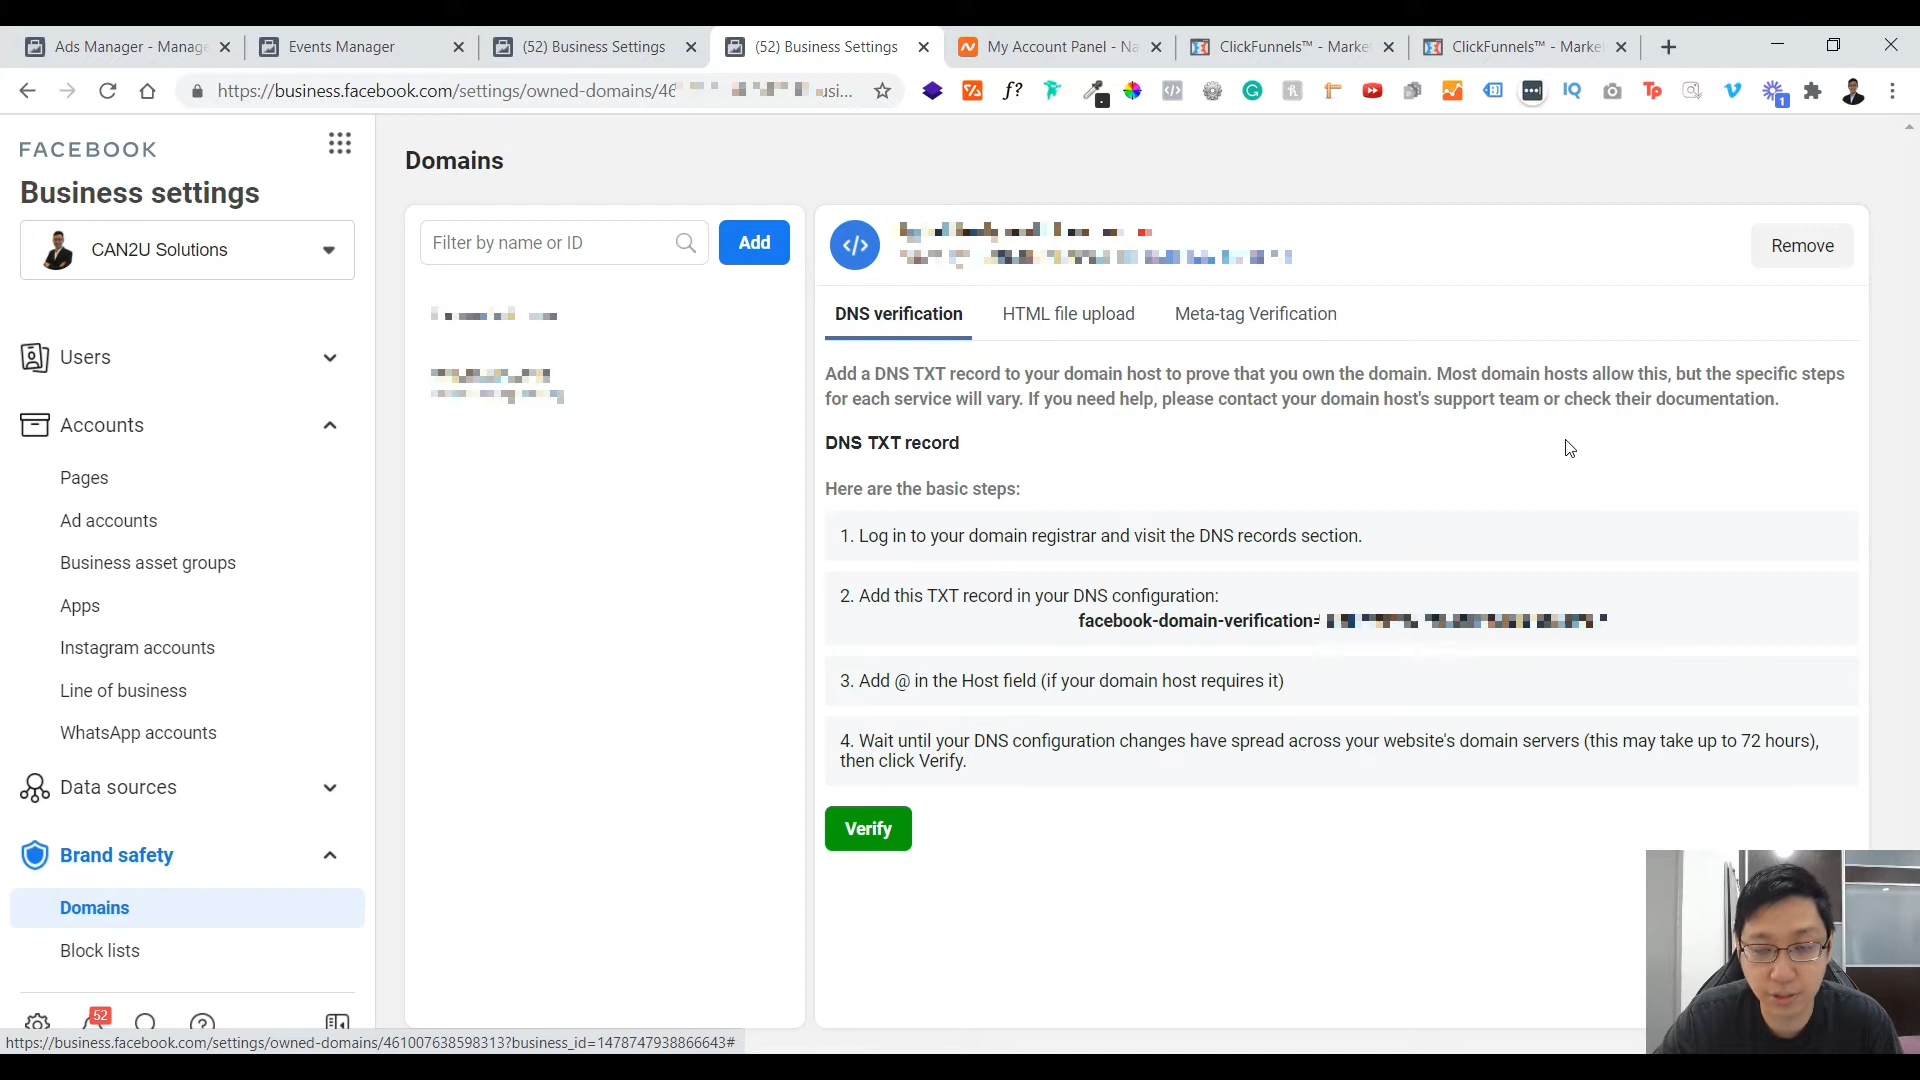 Ads Manager - Manage
Events Manager
(52) Business Settings
(52) Business Settings
My Account Panel - Na
ClickFunnels™ - Marke
ClickFunnels™ - Marke
https://business.facebook.com/settings/owned-domains/46
usi...
FACEBOOK
Business settings
CAN2U Solutions
Users
Accounts
Pages
Ad accounts
Business asset groups
Apps
Instagram accounts
Line of business
WhatsApp accounts
Data sources
Brand safety
Domains
Block lists
52
https://business.facebook.com/settings/owned-domains/461007638598313?business_id=1478747938866643#
Domains
Filter by name or ID
Add
Remove
DNS verification
HTML file upload
Meta-tag Verification
Add a DNS TXT record to your domain host to prove that you own the domain. Most domain hosts allow this, but the specific steps
for each service will vary. If you need help, please contact your domain host's support team or check their documentation.
DNS TXT record
Here are the basic steps:
1. Log in to your domain registrar and visit the DNS records section.
2. Add this TXT record in your DNS configuration:
facebook-domain-verification=
3. Add @ in the Host field (if your domain host requires it)
4. Wait until your DNS configuration changes have spread across your website's domain servers (this may take up to 72 hours),
then click Verify.
Verify